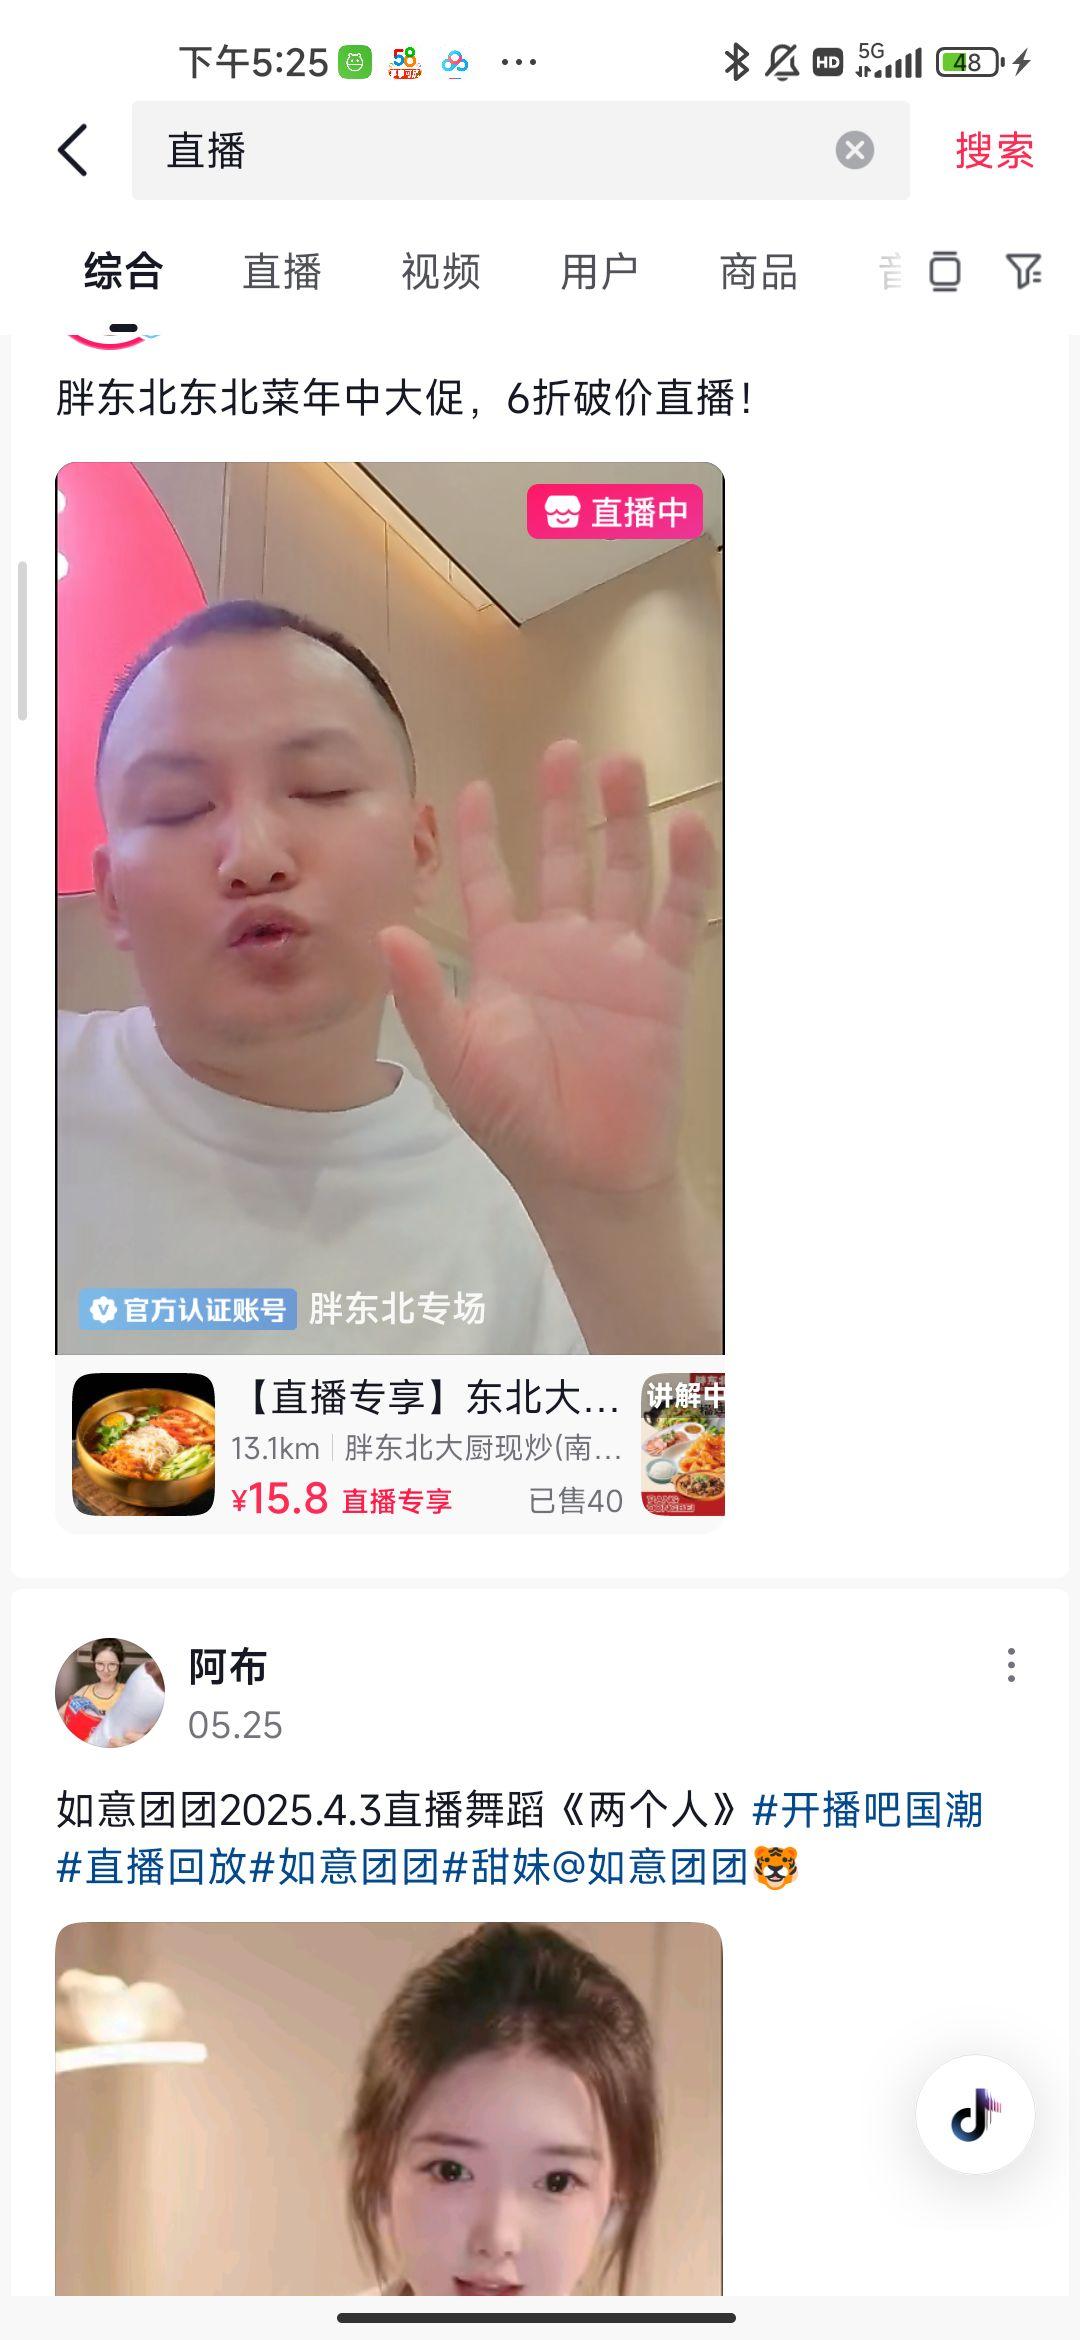 下午5:25
58
HD
5G
48
直播
搜索
综合 直播 视频 用户 商品
胖东北东北菜年中大促，6折破价直播！
直播中
官方认证账号 胖东北专场
【直播专享】东北大...
讲解中
13.1km 胖东北大厨现炒(南...
¥15.8 直播专享 已售40
阿布
05.25
如意团团2025.4.3直播舞蹈《两个人》#开播吧国潮
#直播回放#如意团团#甜妹@如意团团🐯